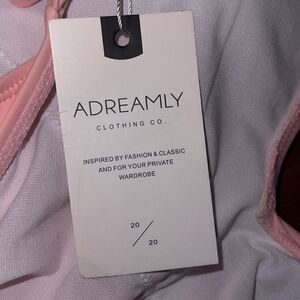 ADREAMLY
CLOTHING CO.
INSPIRED BY FASHION & CLASSIC
AND FOR YOUR PRIVATE
WARDROBE
20
/
20